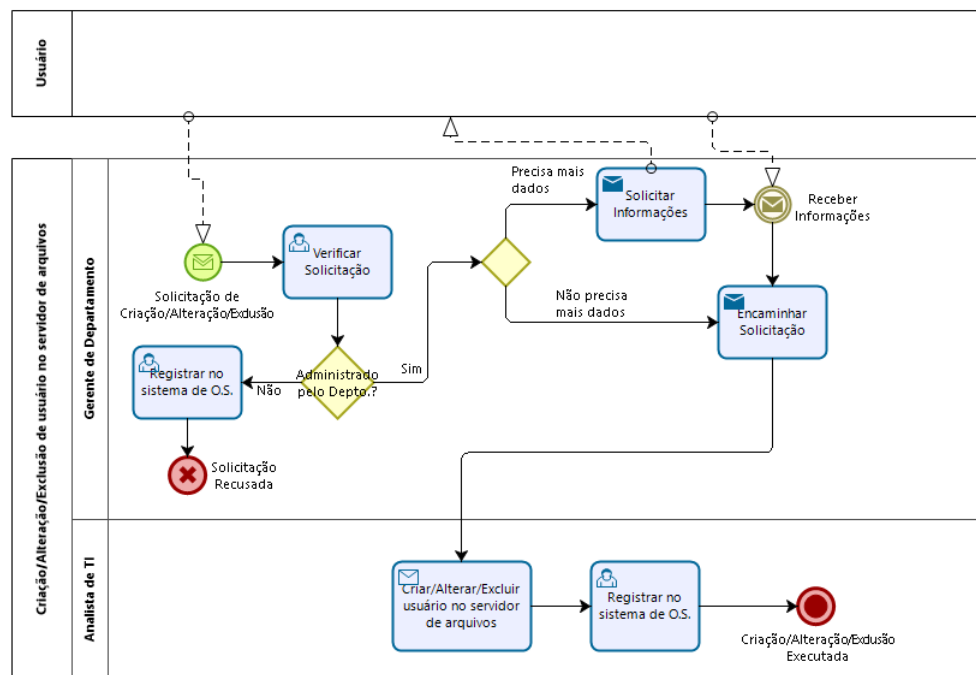 Usuário
Criação/Alteração/Exclusão de usuário no servidor de arquivos
Gerente de Departamento
Precisa mais
dados
Solicitar
Informações
Receber
Informações
Verificar
Solicitação
Solicitação de
Criação/Alteração/Exclusão
Não precisa
mais dados
Encaminhar
Solicitação
Registrar no
sistema de O.S.
Não
Administrado
pelo Depto.?
Sim
Solicitação
Recusada
Analista de TI
Criar/Alterar/Excluir
usuário no servidor
de arquivos
Registrar no
sistema de O.S.
Criação/Alteração/Exclusão
Executada